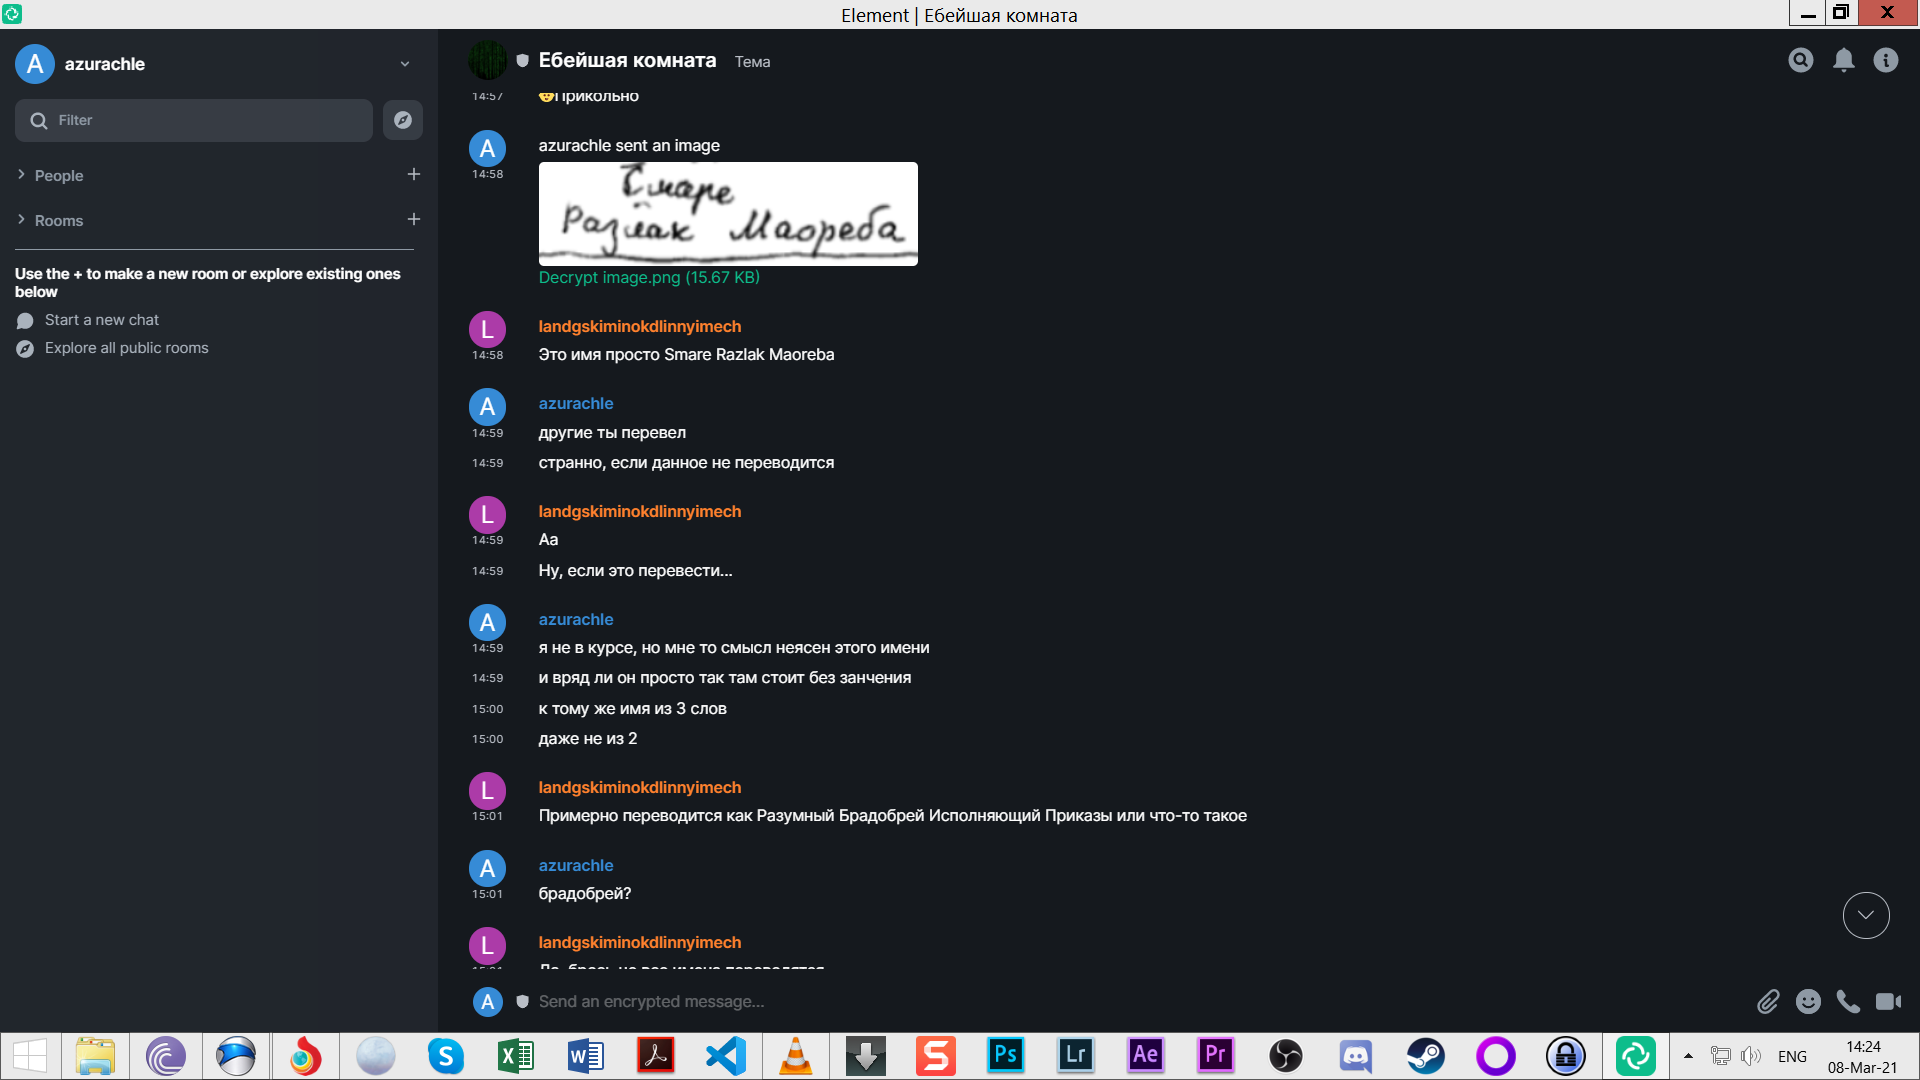 Element | Ебейшая комната
A azurachle
Filter
People
Rooms
Use the + to make a new room or explore existing ones
below
Start a new chat
Explore all public rooms
Ебейшая комната Тема
14:57 Прикольно
A azurachle sent an image
14:58
Смаре
Разлак Маореба
Decrypt image.png (15.67 KB)
L landgskiminokdlinnyimech
14:58 Это имя просто Smare Razlak Maoreba
A azurachle
14:59 другие ты перевел
14:59 странно, если данное не переводится
L landgskiminokdlinnyimech
14:59 Аа
14:59 Ну, если это перевести...
A azurachle
14:59 я не в курсе, но мне то смысл неясен этого имени
14:59 и вряд ли он просто так там стоит без занчения
15:00 к тому же имя из 3 слов
15:00 даже не из 2
L landgskiminokdlinnyimech
15:01 Примерно переводится как Разумный Брадобрей Исполняющий Приказы или что-то такое
A azurachle
15:01 брадобрей?
L landgskiminokdlinnyimech
A Send an encrypted message...
S X W Ps Lr Ae Pr ENG 14:24
08-Mar-21